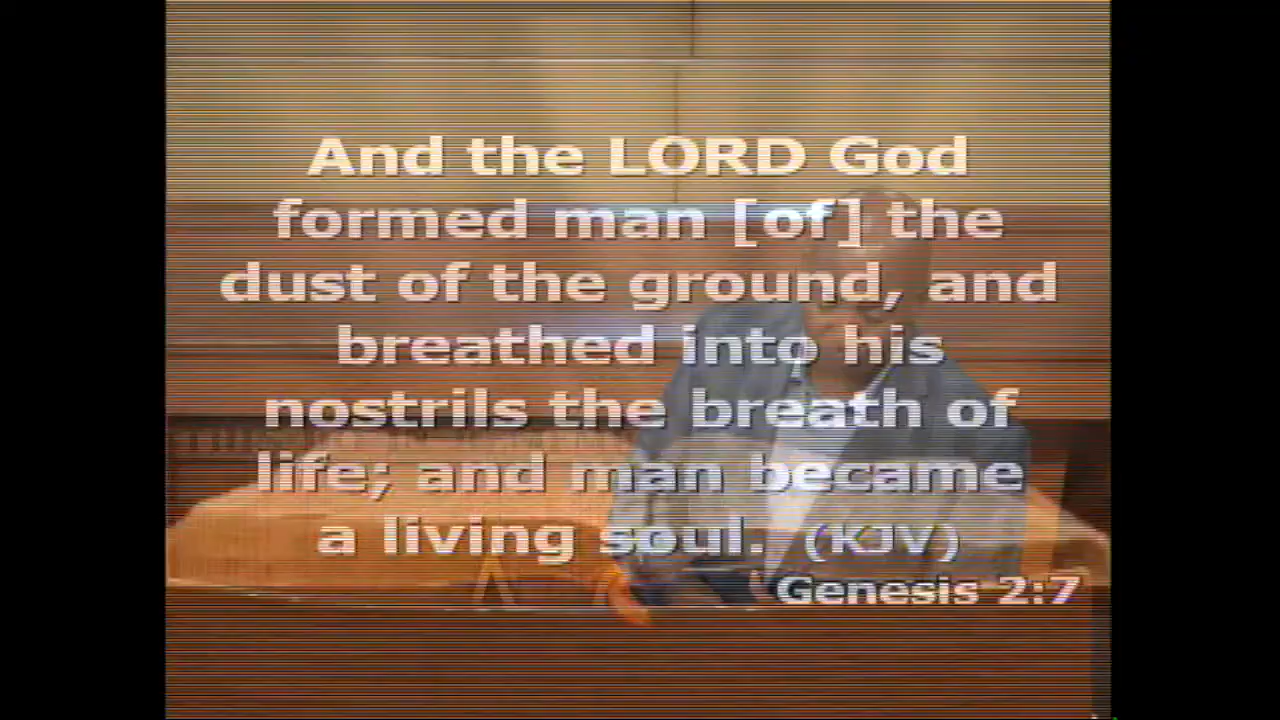 And the LORD God
formed man [of] the
dust of the ground, and
breathed into his
nostrils the breath of
life; and man became
a living soul. (KJV)
Genesis 2:7